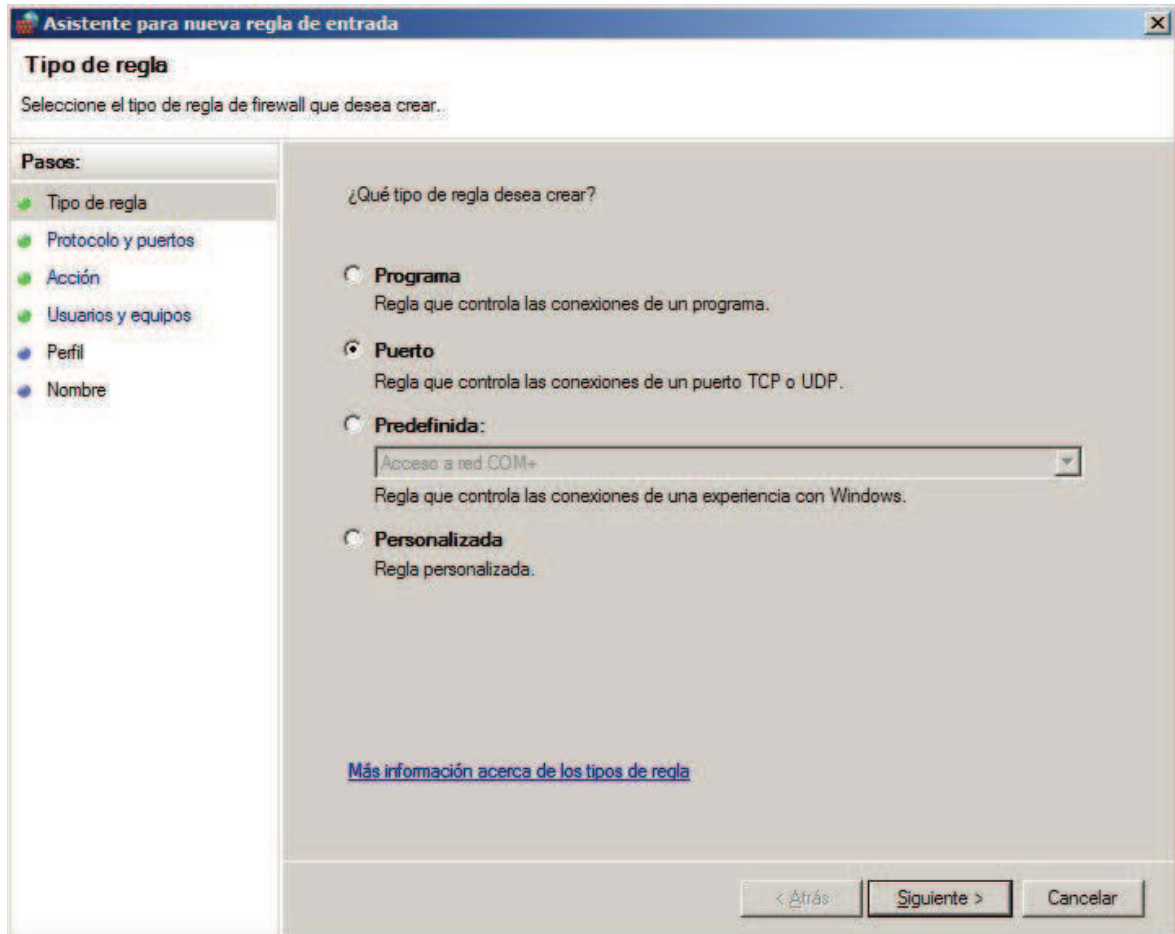 Asistente para nueva regla de entrada
Tipo de regla
Seleccione el tipo de regla de firewall que desea crear.
Pasos:
Tipo de regla
Protocolo y puertos
Acción
Usuarios y equipos
Perfil
Nombre
¿Qué tipo de regla desea crear?
Programa
Regla que controla las conexiones de un programa.
Puerto
Regla que controla las conexiones de un puerto TCP o UDP.
Predefinida:
Acceso a red COM+
Regla que controla las conexiones de una experiencia con Windows.
Personalizada
Regla personalizada.
Más información acerca de los tipos de regla
< Atrás
Siguiente >
Cancelar